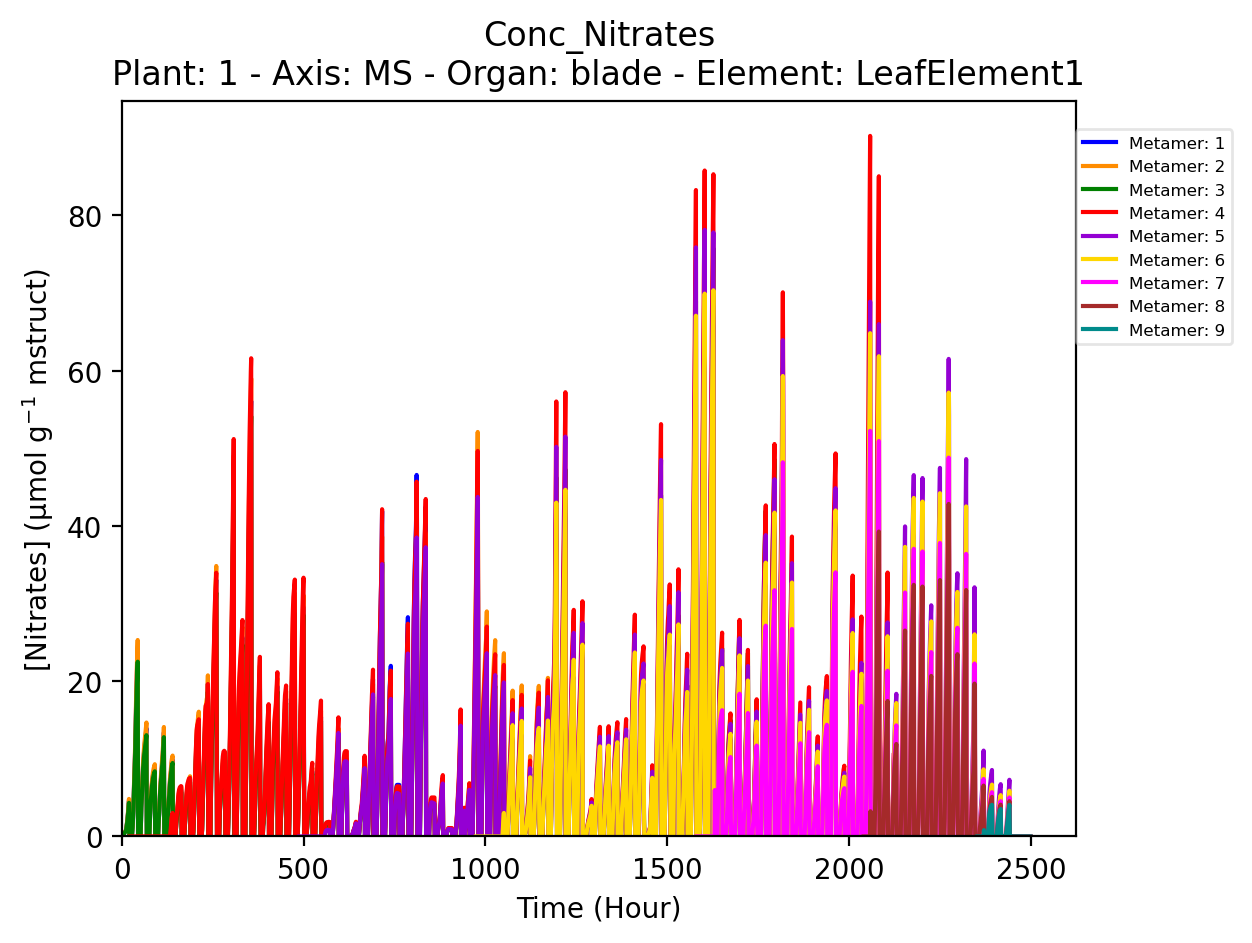 Conc_Nitrates
Plant: 1 - Axis: MS - Organ: blade - Element: LeafElement1
[Nitrates] (µmol g⁻¹ mstruct)
80
60
40
20
0
0 500 1000 1500 2000 2500
Time (Hour)
Metamer: 1
Metamer: 2
Metamer: 3
Metamer: 4
Metamer: 5
Metamer: 6
Metamer: 7
Metamer: 8
Metamer: 9